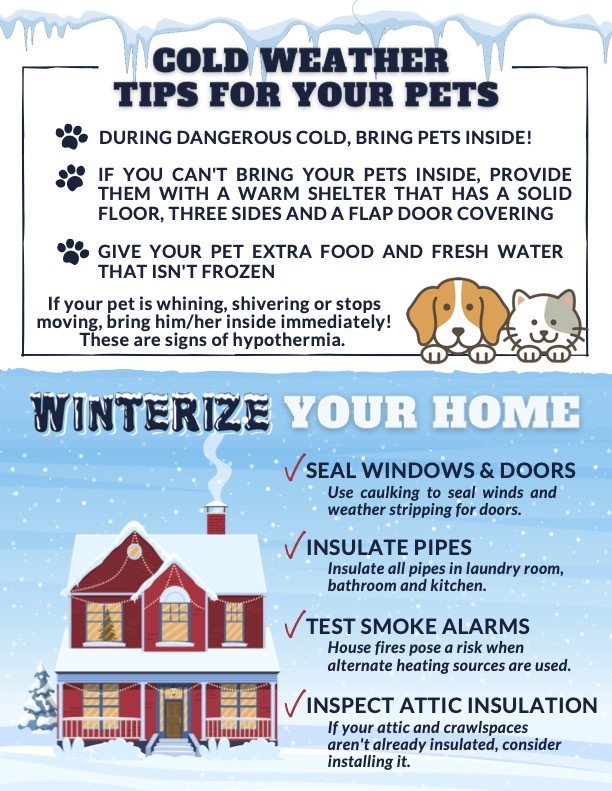 COLD WEATHER
TIPS FOR YOUR PETS
DURING DANGEROUS COLD, BRING PETS INSIDE!
IF YOU CAN'T BRING YOUR PETS INSIDE, PROVIDE
THEM WITH A WARM SHELTER THAT HAS A SOLID
FLOOR, THREE SIDES AND A FLAP DOOR COVERING
GIVE YOUR PET EXTRA FOOD AND FRESH WATER
THAT ISN'T FROZEN
If your pet is whining, shivering or stops
moving, bring him/her inside immediately!
These are signs of hypothermia.
WINTERIZE YOUR HOME
SEAL WINDOWS & DOORS
Use caulking to seal winds and
weather stripping for doors.
INSULATE PIPES
Insulate all pipes in laundry room,
bathroom and kitchen.
TEST SMOKE ALARMS
House fires pose a risk when
alternate heating sources are used.
INSPECT ATTIC INSULATION
If your attic and crawlspaces
aren't already insulated, consider
installing it.